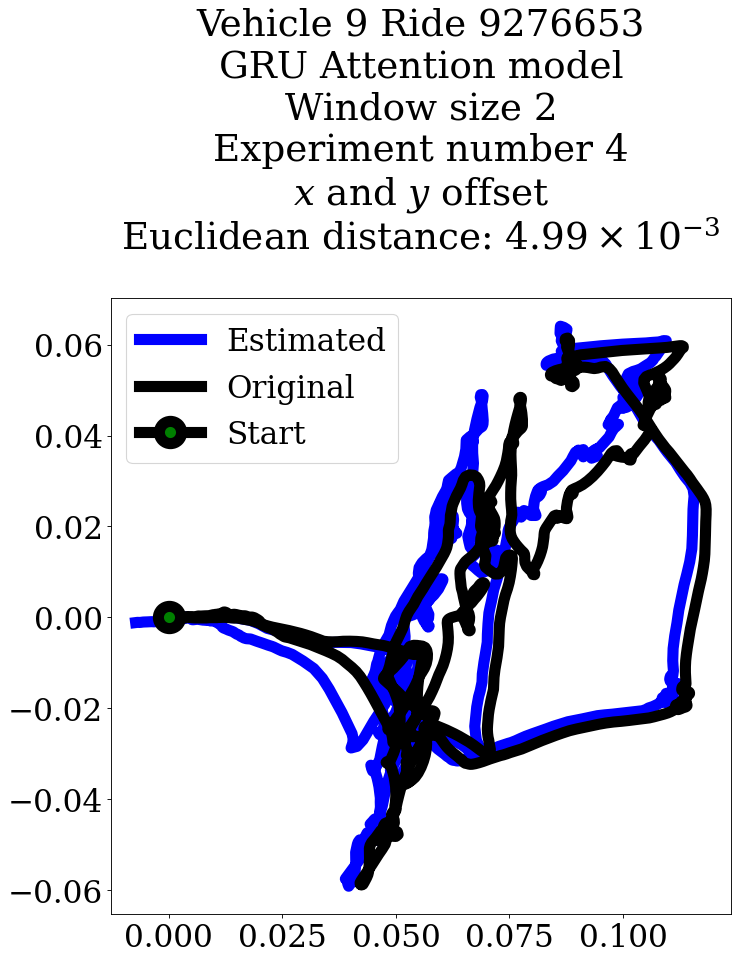 Vehicle 9 Ride 9276653
GRU Attention model
Window size 2
Experiment number 4
x and y offset
Euclidean distance: 4.99 × 10⁻³
Estimated
Original
Start
0.06
0.04
0.02
0.00
−0.02
−0.04
−0.06
0.000 0.025 0.050 0.075 0.100